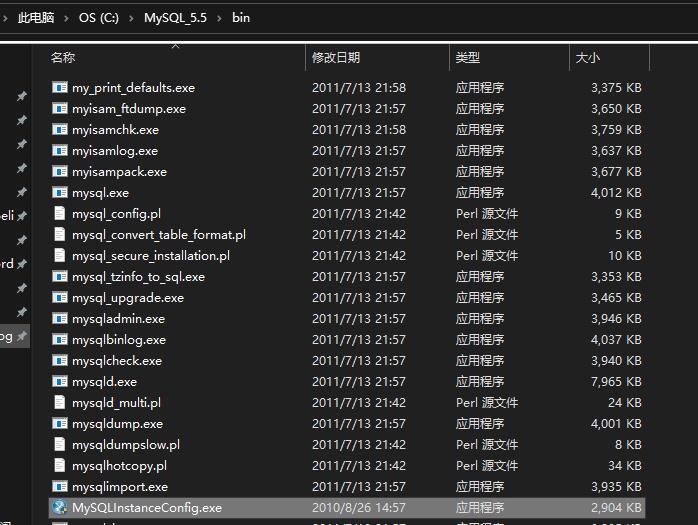 此电脑 > OS (C:) > MySQL_5.5 > bin
名称 修改日期 类型 大小
my_print_defaults.exe 2011/7/13 21:58 应用程序 3,375 KB
myisam_ftdump.exe 2011/7/13 21:57 应用程序 3,650 KB
myisamchk.exe 2011/7/13 21:58 应用程序 3,759 KB
myisamlog.exe 2011/7/13 21:57 应用程序 3,637 KB
myisampack.exe 2011/7/13 21:57 应用程序 3,677 KB
mysql.exe 2011/7/13 21:57 应用程序 4,012 KB
mysql_config.pl 2011/7/13 21:42 Perl 源文件 9 KB
mysql_convert_table_format.pl 2011/7/13 21:42 Perl 源文件 5 KB
mysql_secure_installation.pl 2011/7/13 21:42 Perl 源文件 10 KB
mysql_tzinfo_to_sql.exe 2011/7/13 21:57 应用程序 3,353 KB
mysql_upgrade.exe 2011/7/13 21:57 应用程序 3,465 KB
mysqladmin.exe 2011/7/13 21:57 应用程序 3,946 KB
mysqlbinlog.exe 2011/7/13 21:57 应用程序 4,037 KB
mysqlcheck.exe 2011/7/13 21:57 应用程序 3,940 KB
mysqld.exe 2011/7/13 21:57 应用程序 7,965 KB
mysqld_multi.pl 2011/7/13 21:42 Perl 源文件 24 KB
mysqldump.exe 2011/7/13 21:57 应用程序 4,001 KB
mysqldumpslow.pl 2011/7/13 21:42 Perl 源文件 8 KB
mysqlhotcopy.pl 2011/7/13 21:42 Perl 源文件 34 KB
mysqlimport.exe 2011/7/13 21:57 应用程序 3,935 KB
MySQLInstanceConfig.exe 2010/8/26 14:57 应用程序 2,904 KB